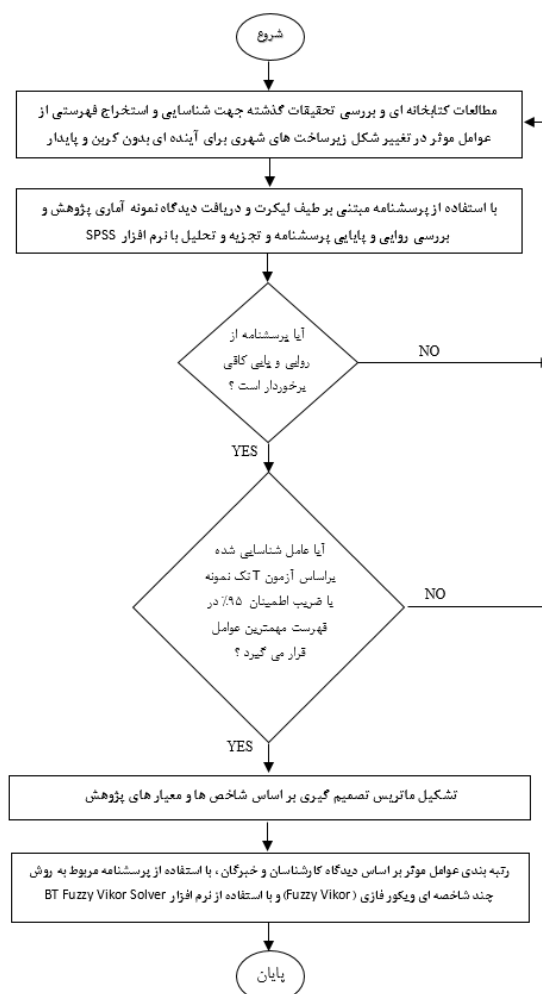 شروع
مطالعات کتابخانه ای و بررسی تحقیقات گذشته جهت شناسایی و استخراج فهرستی از
عوامل موثر در تغییر شکل زیرساخت های شهری برای آینده ای بدون کربن و پایدار
با استفاده از پرسشنامه مبتنی بر طیف لیکرت و دریافت دیدگاه نمونه آماری پژوهش و
بررسی روایی و پایایی پرسشنامه و تجزیه و تحلیل با نرم افزار SPSS
آیا پرسشنامه از
روایی و پایی کافی
برخوردار است ؟
NO
YES
آیا عامل شناسایی شده
براساس آزمون T تک نمونه
با ضریب اطمینان ۹۵٪ در
فهرست مهمترین عوامل
قرار می گیرد ؟
NO
YES
تشکیل ماتریس تصمیم گیری بر اساس شاخص ها و معیار های پژوهش
رتبه بندی عوامل موثر بر اساس دیدگاه کارشناسان و خبرگان ، با استفاده از پرسشنامه مربوط به روش
چند شاخصه ای ویکور فازی (Fuzzy Vikor) و با استفاده از نرم افزار BT Fuzzy Vikor Solver
پایان